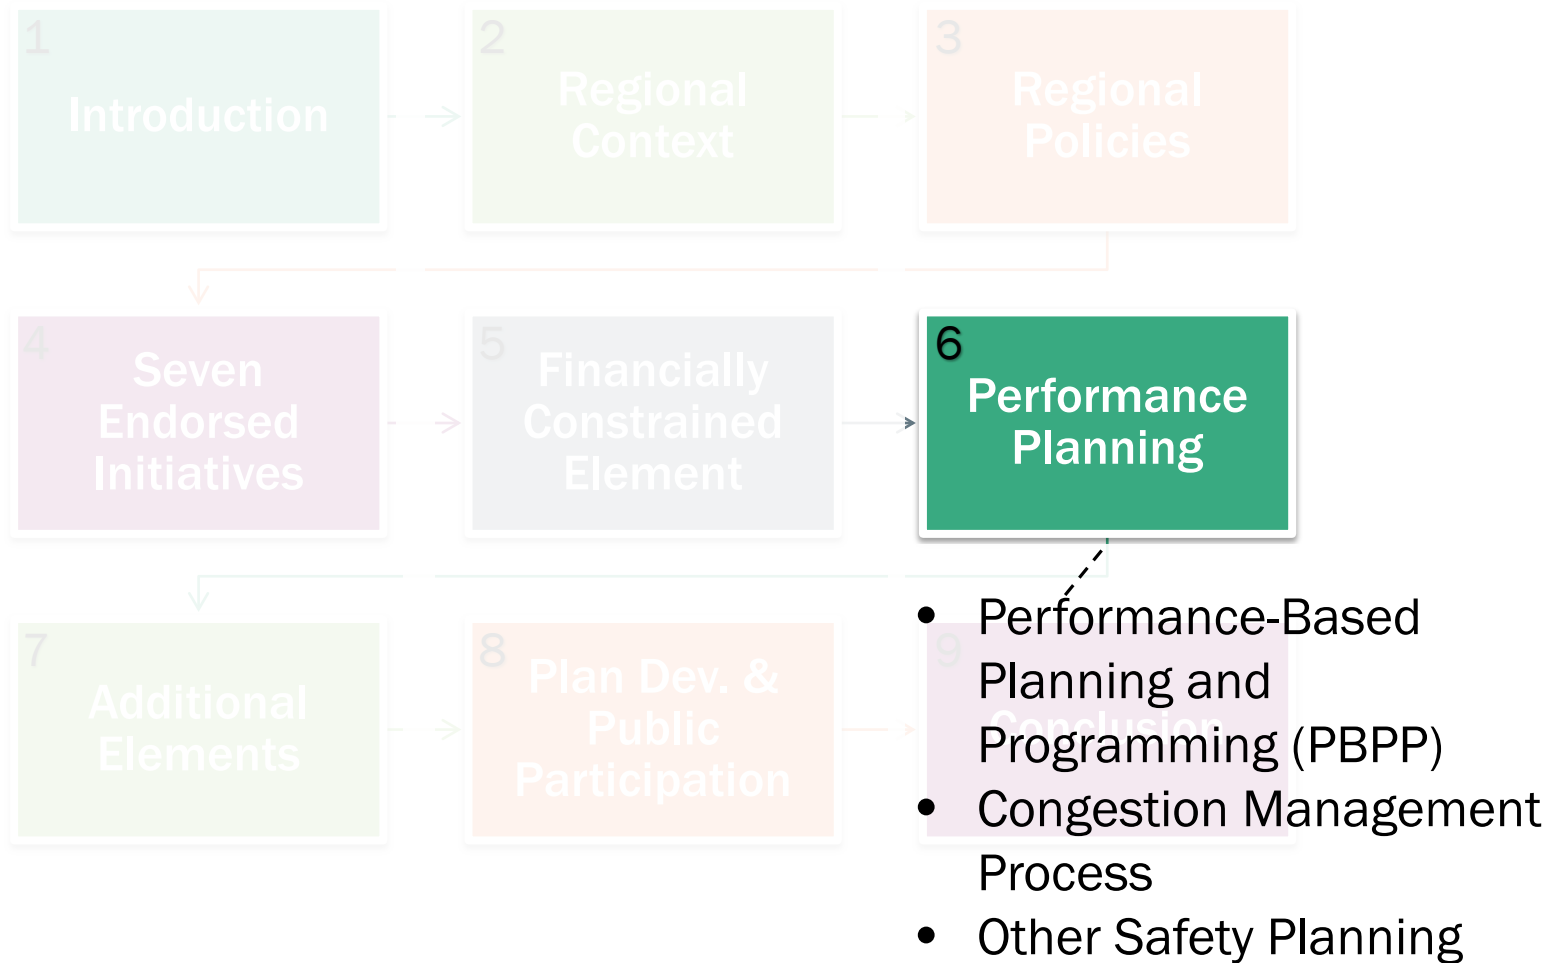 1
Introduction
2
Regional
Context
3
Regional
Policies
4
Seven
Endorsed
Initiatives
5
Financially
Constrained
Element
6
Performance
Planning
7
Additional
Elements
8
Plan Dev. &
Public
Participation
9
Conclusion
• Performance-Based
Planning and
Programming (PBPP)
• Congestion Management
Process
• Other Safety Planning